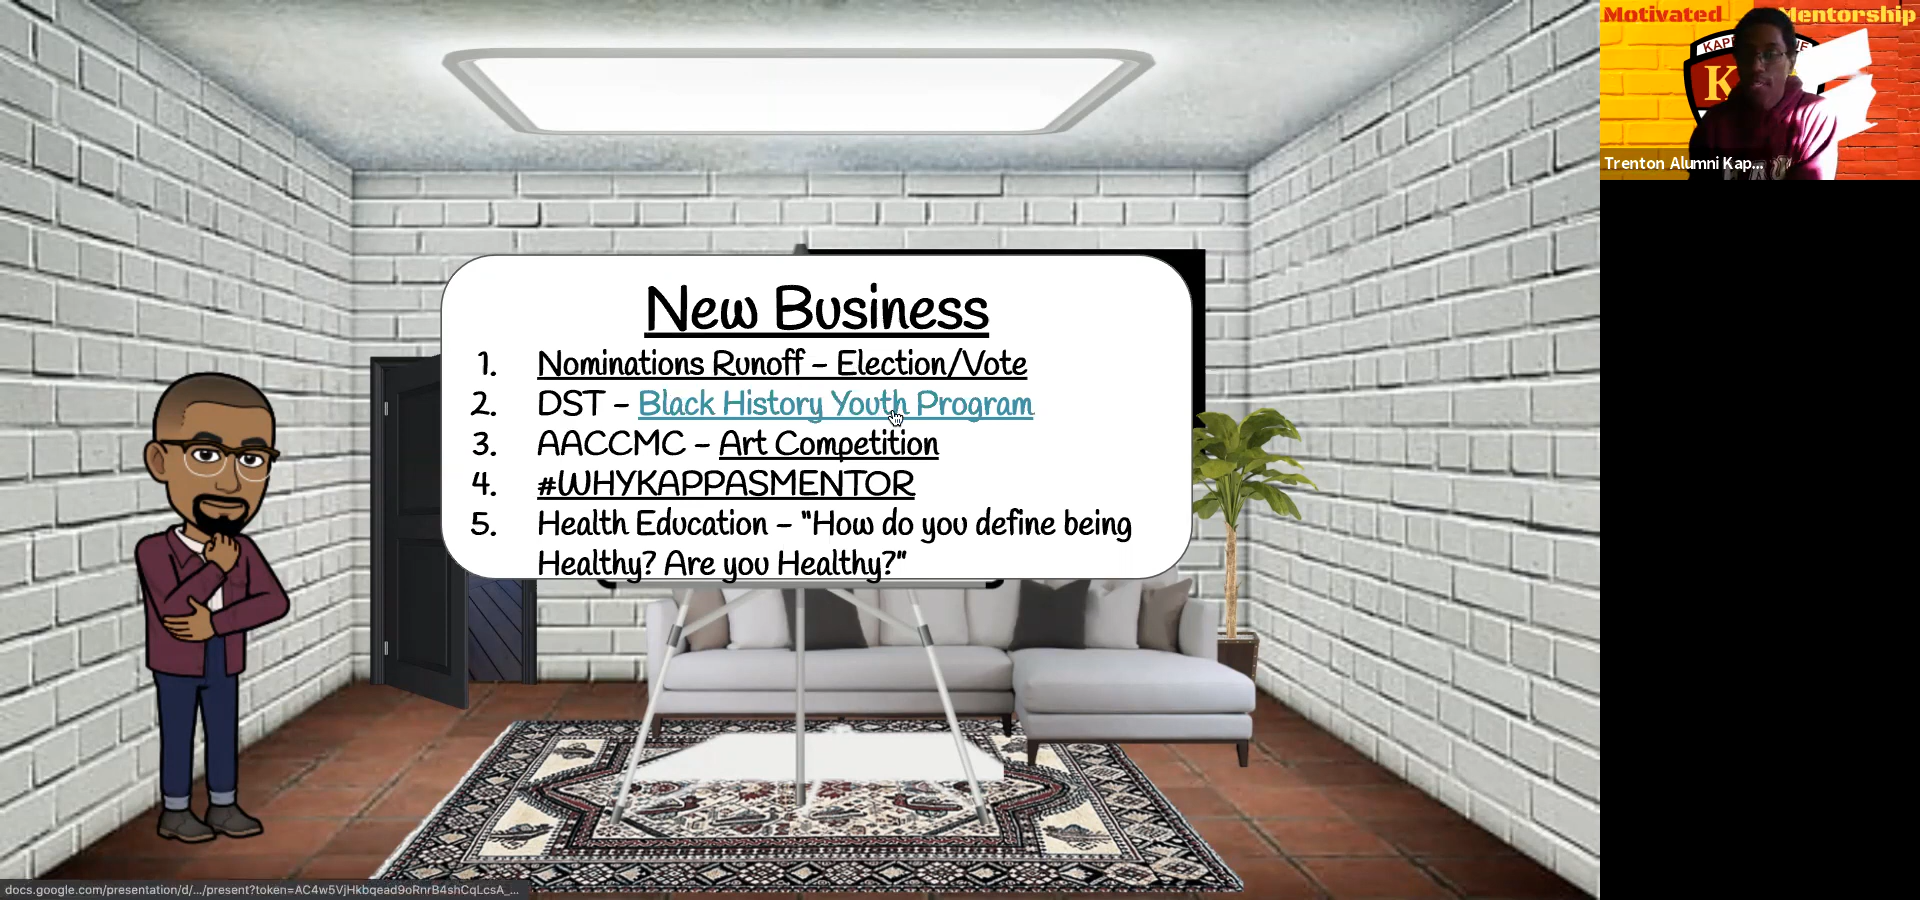 New Business
1. Nominations Runoff - Election/Vote
2. DST - Black History Youth Program
3. AACCMC - Art Competition
4. #WHYKAPPASMENTOR
5. Health Education - "How do you define being
Healthy? Are you Healthy?"
Motivated Mentorship
K
Trenton Alumni Kap...
docs.google.com/presentation/d/.../present?token=AC4w5VjHkbqead9oRnrB4shCqLcsA_...